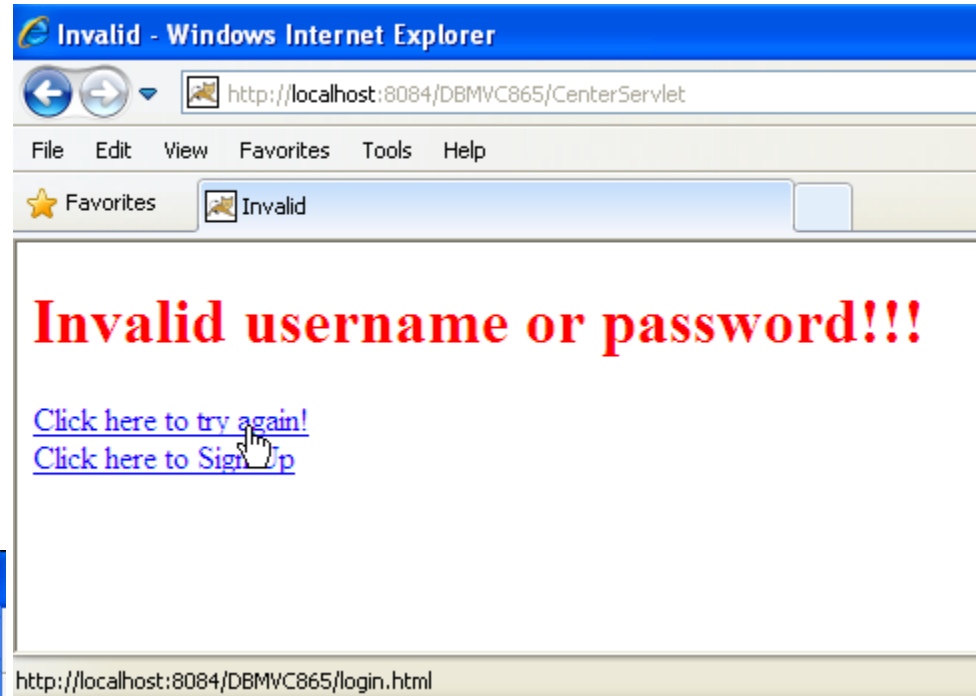 Invalid - Windows Internet Explorer
http://localhost:8084/DBMVC865/CenterServlet
File Edit View Favorites Tools Help
Favorites Invalid
Invalid username or password!!!
Click here to try again!
Click here to Sign Up
http://localhost:8084/DBMVC865/login.html